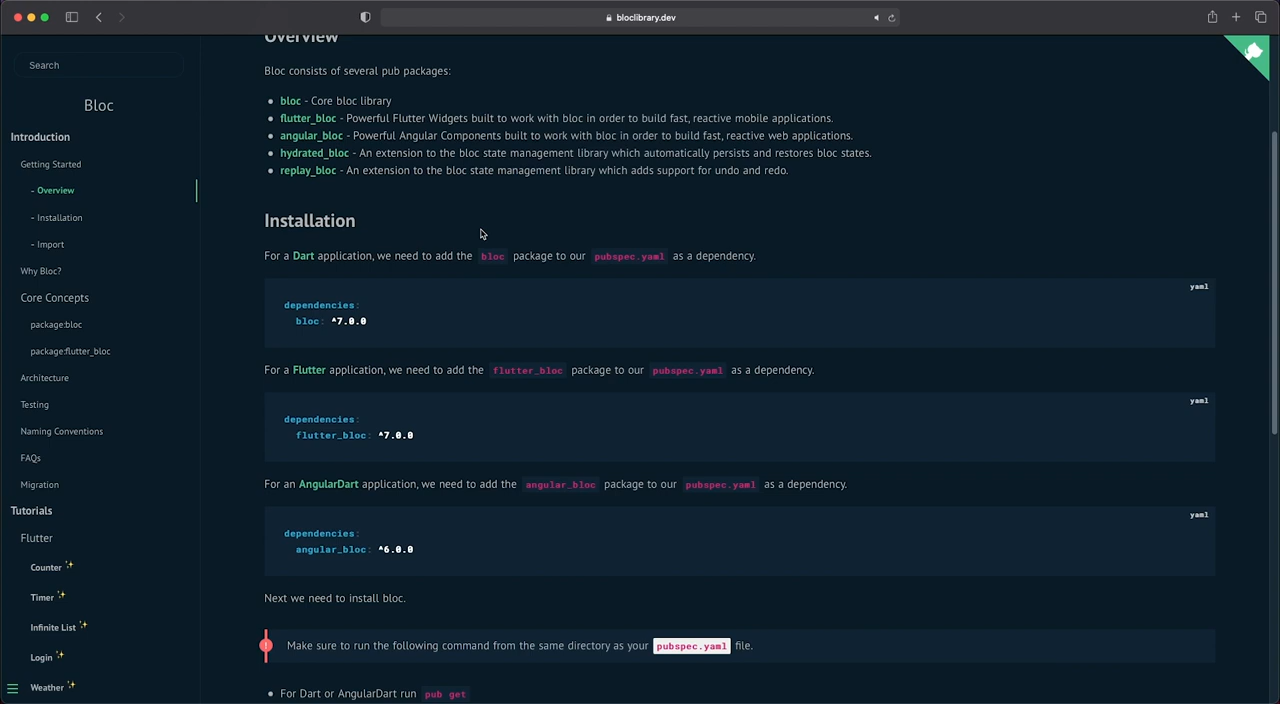 bloclibrary.dev
Search
Bloc
Introduction
Getting Started
- Overview
- Installation
- Import
Why Bloc?
Core Concepts
package:bloc
package:flutter_bloc
Architecture
Testing
Naming Conventions
FAQs
Migration
Tutorials
Flutter
Counter ✨
Timer ✨
Infinite List ✨
Login ✨
Weather ✨
Overview
Bloc consists of several pub packages:
bloc - Core bloc library
flutter_bloc - Powerful Flutter Widgets built to work with bloc in order to build fast, reactive mobile applications.
angular_bloc - Powerful Angular Components built to work with bloc in order to build fast, reactive web applications.
hydrated_bloc - An extension to the bloc state management library which automatically persists and restores bloc states.
replay_bloc - An extension to the bloc state management library which adds support for undo and redo.
Installation
For a Dart application, we need to add the bloc package to our pubspec.yaml as a dependency.
yaml
dependencies:
bloc: ^7.0.0
For a Flutter application, we need to add the flutter_bloc package to our pubspec.yaml as a dependency.
yaml
dependencies:
flutter_bloc: ^7.0.0
For an AngularDart application, we need to add the angular_bloc package to our pubspec.yaml as a dependency.
yaml
dependencies:
angular_bloc: ^6.0.0
Next we need to install bloc.
! Make sure to run the following command from the same directory as your pubspec.yaml file.
For Dart or AngularDart run pub get